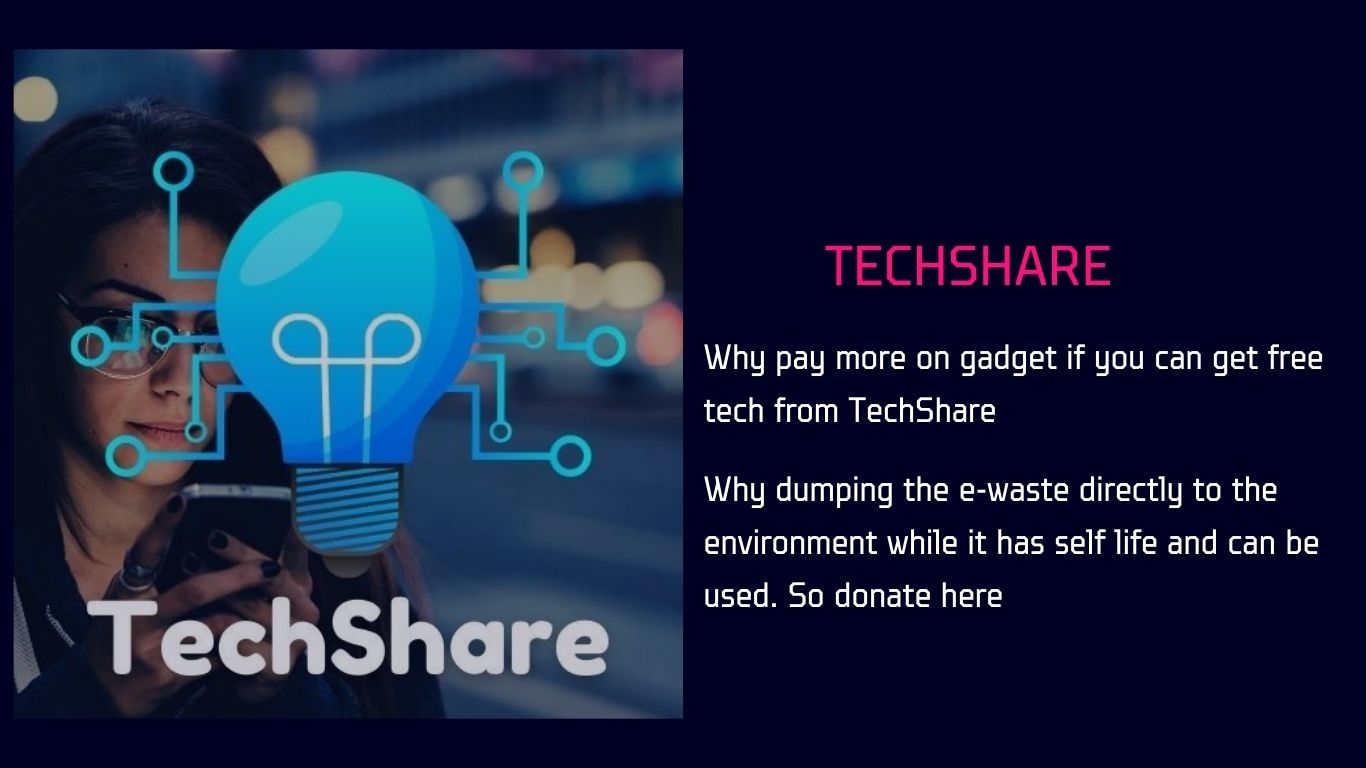 TechShare
TECHSHARE
Why pay more on gadget if you can get free
tech from TechShare
Why dumping the e-waste directly to the
environment while it has self life and can be
used. So donate here